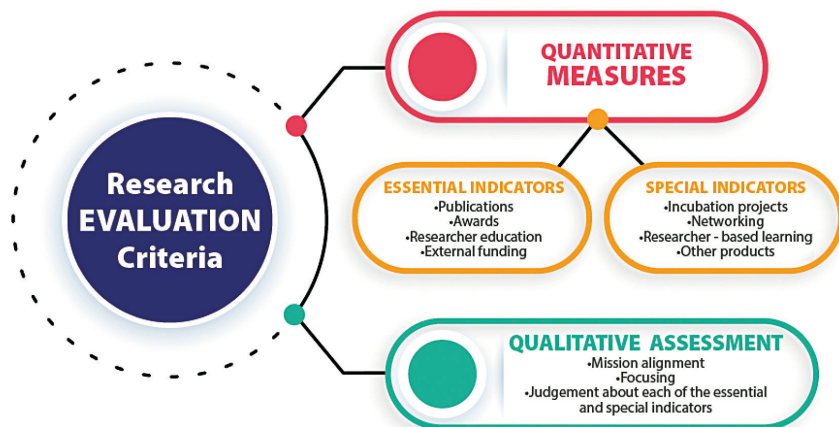 Research
EVALUATION
Criteria
QUANTITATIVE
MEASURES
ESSENTIAL INDICATORS
•Publications
•Awards
•Researcher education
•External funding
SPECIAL INDICATORS
•Incubation projects
•Networking
•Researcher - based learning
•Other products
QUALITATIVE ASSESSMENT
•Mission alignment
•Focusing
•Judgement about each of the essential
and special indicators